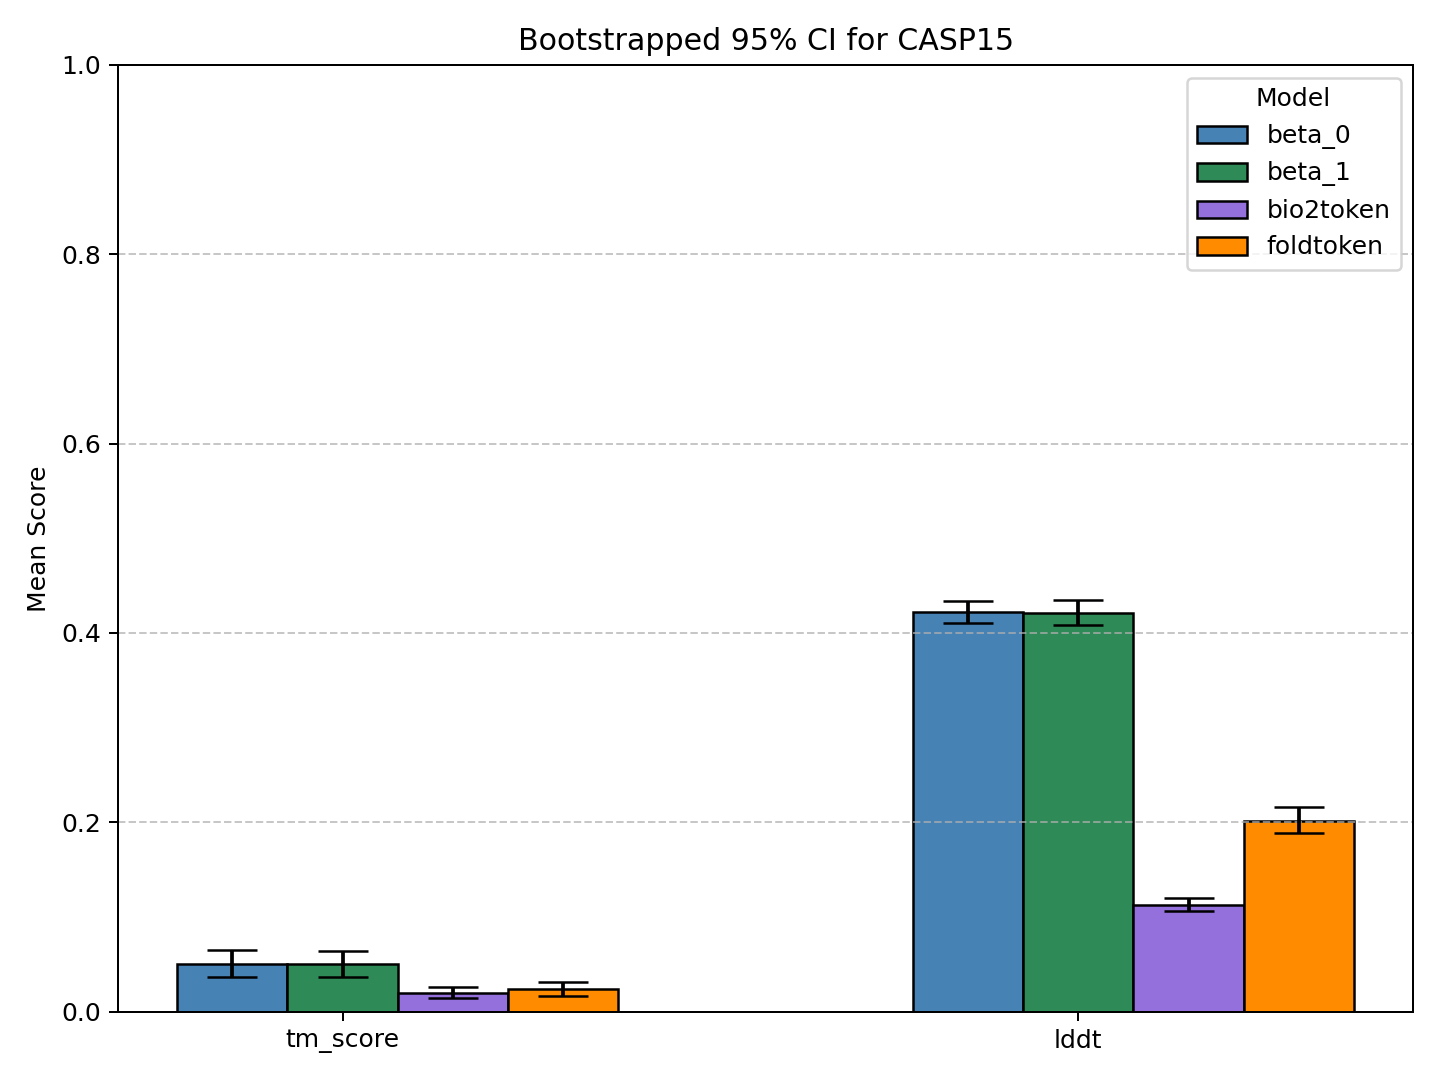 Bootstrapped 95% CI for CASP15
Mean Score
1.0
0.8
0.6
0.4
0.2
0.0
Model
beta_0
beta_1
bio2token
foldtoken
tm_score
lddt